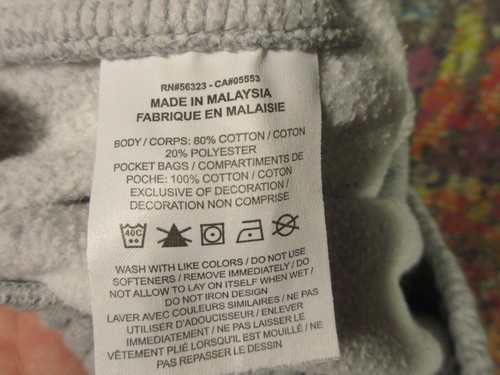 RN#56323 - CA#05553
MADE IN MALAYSIA
FABRIQUE EN MALAISIE
BODY / CORPS: 80% COTTON / COTON
20% POLYESTER
POCKET BAGS / COMPARTIMENTS DE
POCHE: 100% COTTON / COTON
EXCLUSIVE OF DECORATION /
DECORATION NON COMPRISE
40C
WASH WITH LIKE COLORS / DO NOT USE
SOFTENERS / REMOVE IMMEDIATELY / DO
NOT ALLOW TO LAY ON ITSELF WHEN WET /
DO NOT IRON DESIGN
LAVER AVEC COULEURS SIMILAIRES / NE PAS
UTILISER D'ADOUCISEUR / ENLEVER
IMMÉDIATEMENT / NE PAS LAISSER LE
VÊTEMENT PLIÉ LORSQU'IL EST MOUILLÉ / NE
PAS REPASSER LE DESSIN